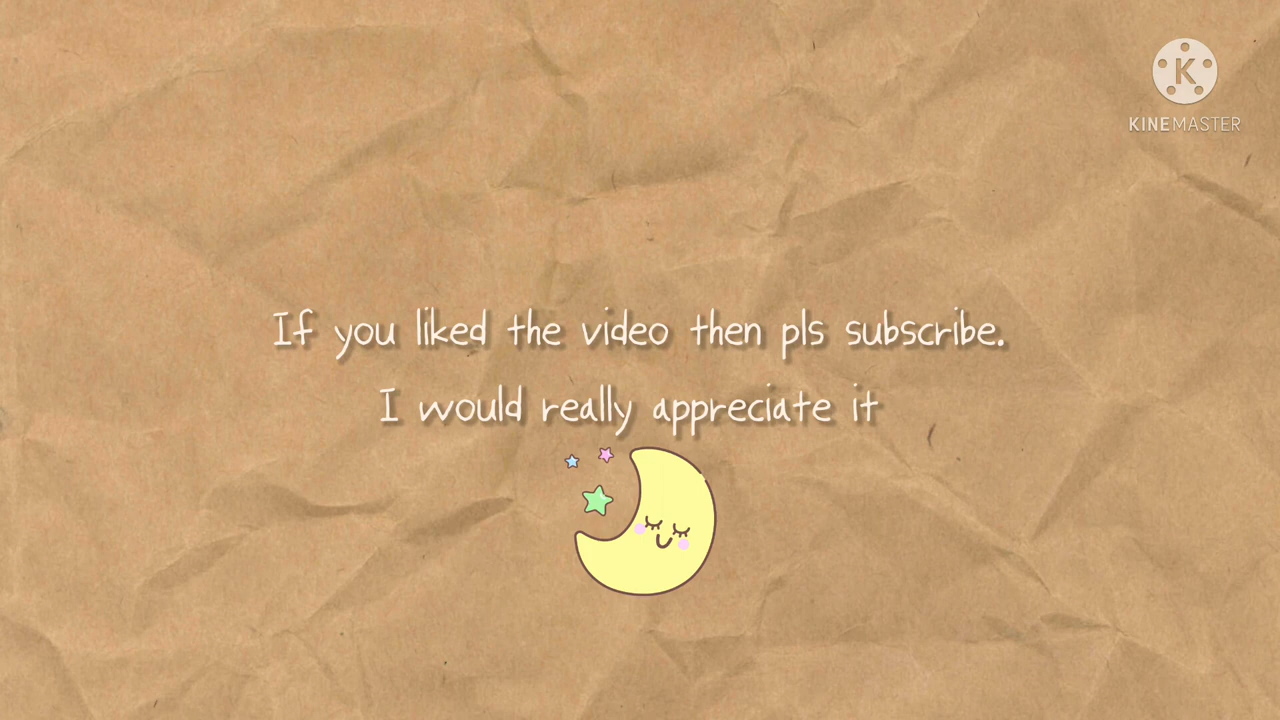 K
KINEMASTER
If you liked the video then pls subscribe.
I would really appreciate it